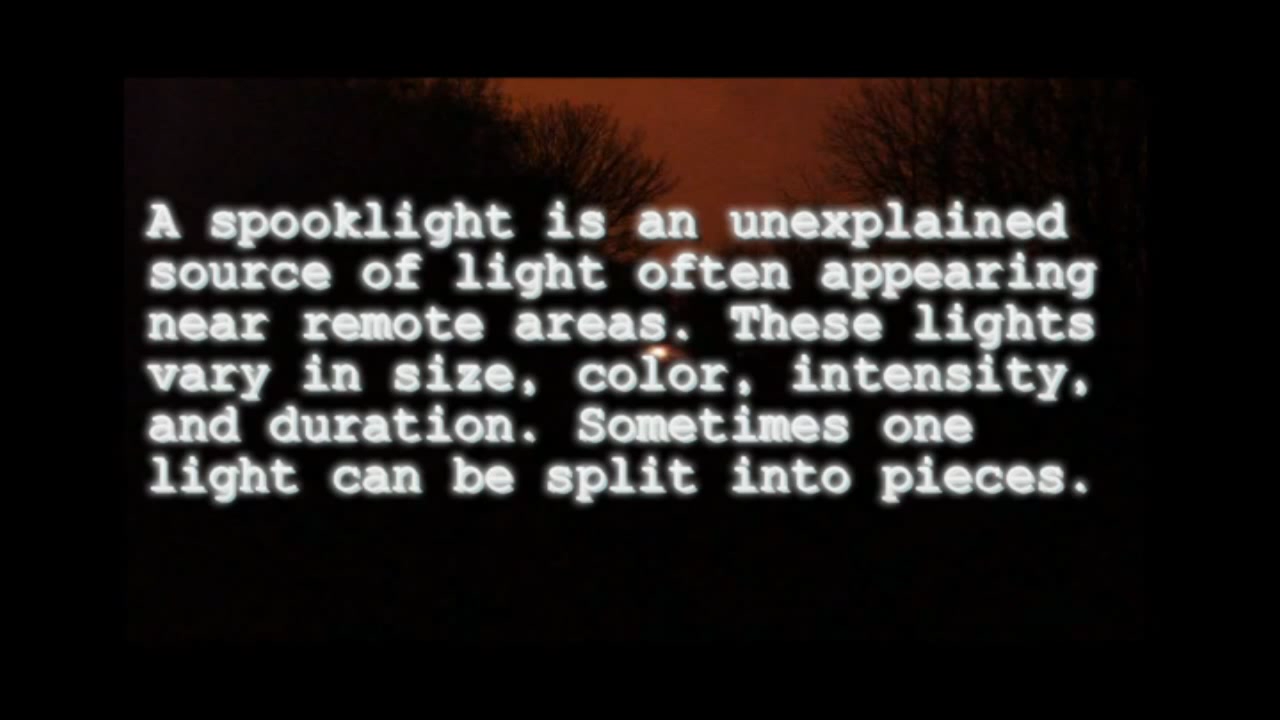 A spooklight is an unexplained
source of light often appearing
near remote areas. These lights
vary in size, color, intensity,
and duration. Sometimes one
light can be split into pieces.